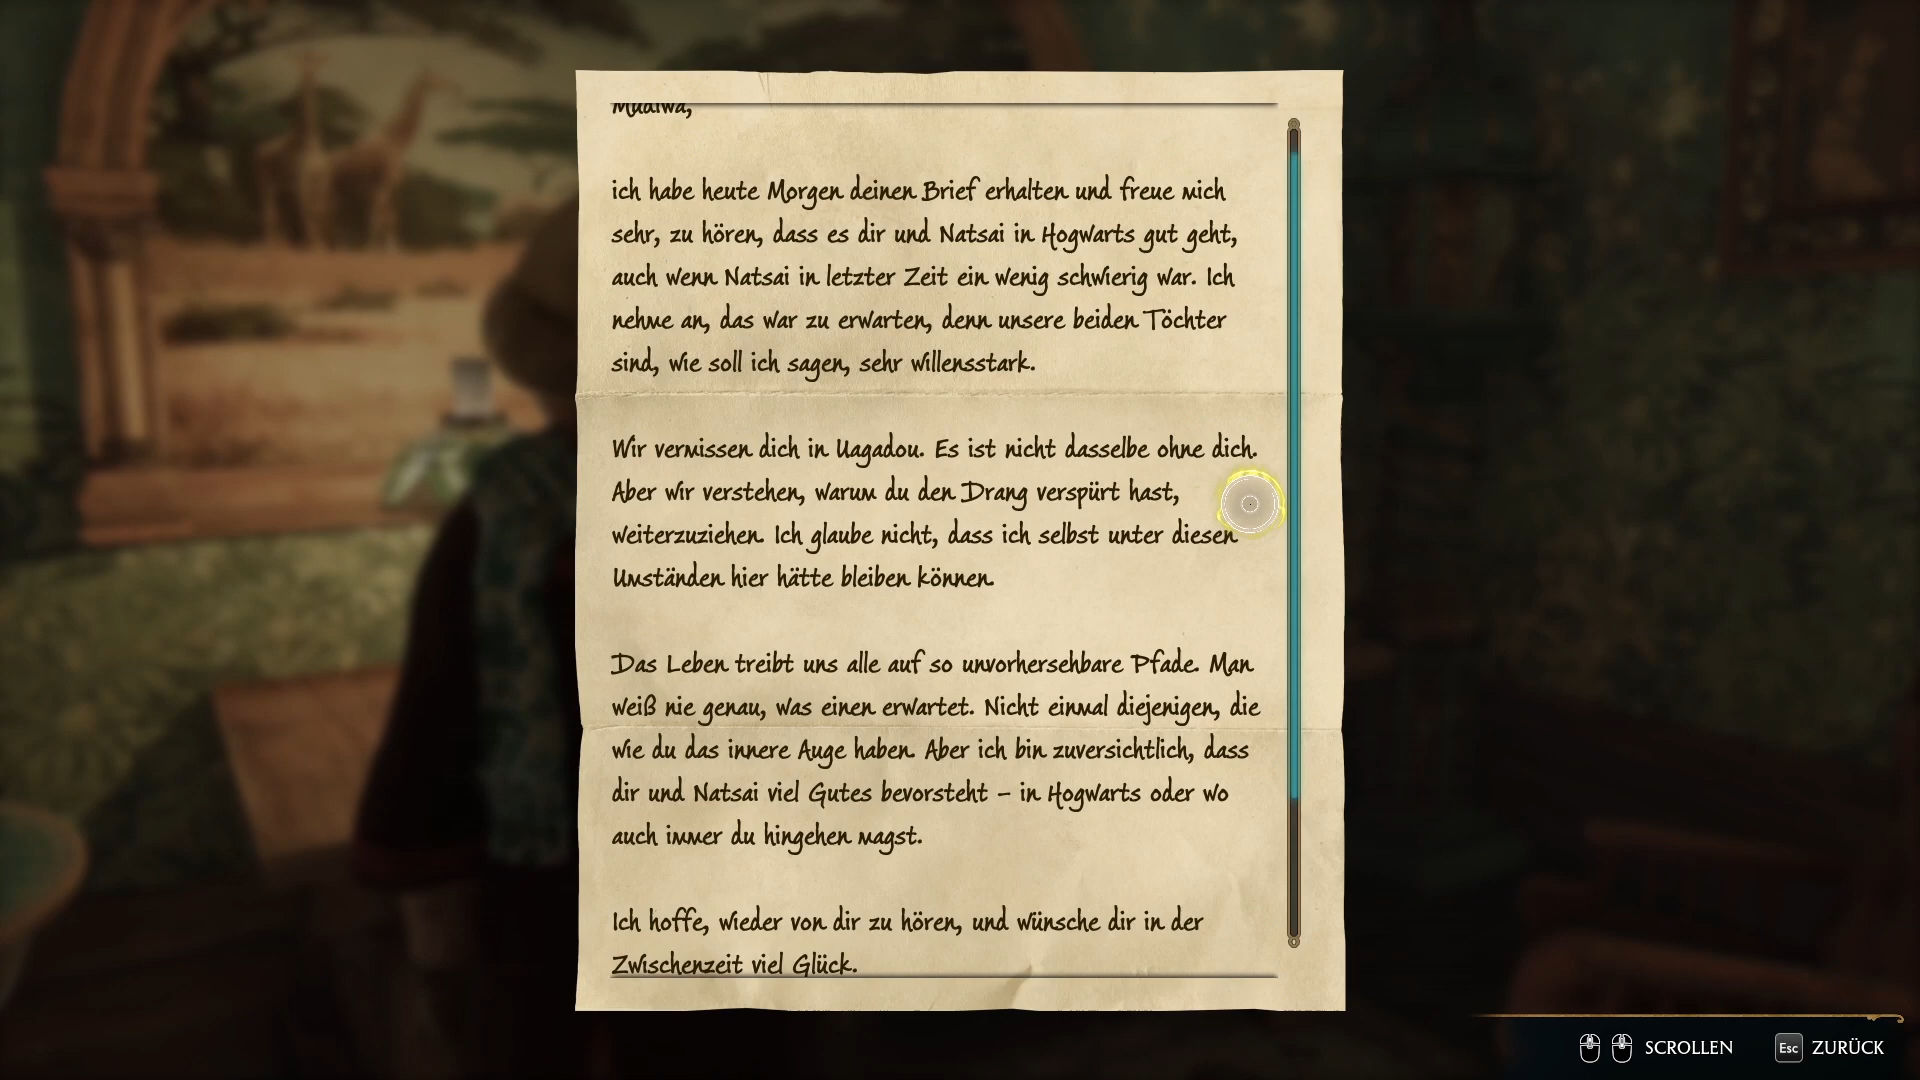 Mudiwa,
ich habe heute Morgen deinen Brief erhalten und freue mich
sehr, zu hören, dass es dir und Natsai in Hogwarts gut geht,
auch wenn Natsai in letzter Zeit ein wenig schwierig war. Ich
nehme an, das war zu erwarten, denn unsere beiden Töchter
sind, wie soll ich sagen, sehr willensstark.
Wir vermissen dich in Uagadou. Es ist nicht dasselbe ohne dich.
Aber wir verstehen, warum du den Drang verspürt hast,
weiterzuziehen. Ich glaube nicht, dass ich selbst unter diesen
Umständen hier hätte bleiben können.
Das Leben treibt uns alle auf so unvorhersehbare Pfade. Man
weiß nie genau, was einen erwartet. Nicht einmal diejenigen, die
wie du das innere Auge haben. Aber ich bin zuversichtlich, dass
dir und Natsai viel Gutes bevorsteht – in Hogwarts oder wo
auch immer du hingehen magst.
Ich hoffe, wieder von dir zu hören, und wünsche dir in der
Zwischenzeit viel Glück.
SCROLLEN
Esc ZURÜCK